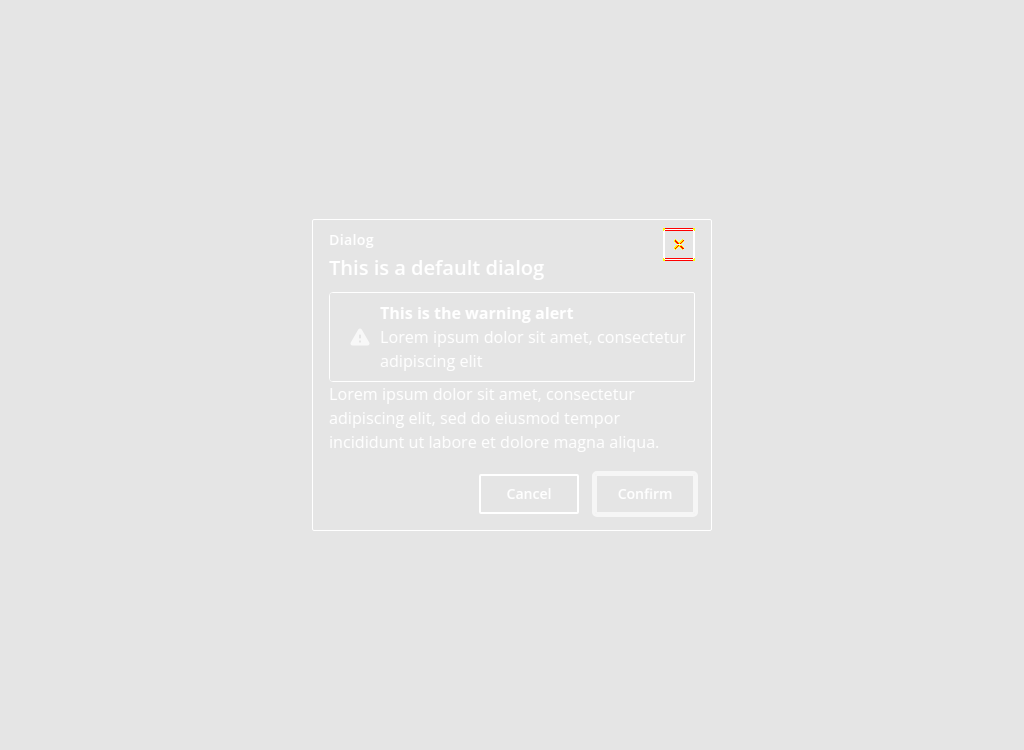 Dialog
This is a default dialog
This is the warning alert
Lorem ipsum dolor sit amet, consectetur
adipiscing elit
Lorem ipsum dolor sit amet, consectetur
adipiscing elit, sed do eiusmod tempor
incididunt ut labore et dolore magna aliqua.
Cancel
Confirm